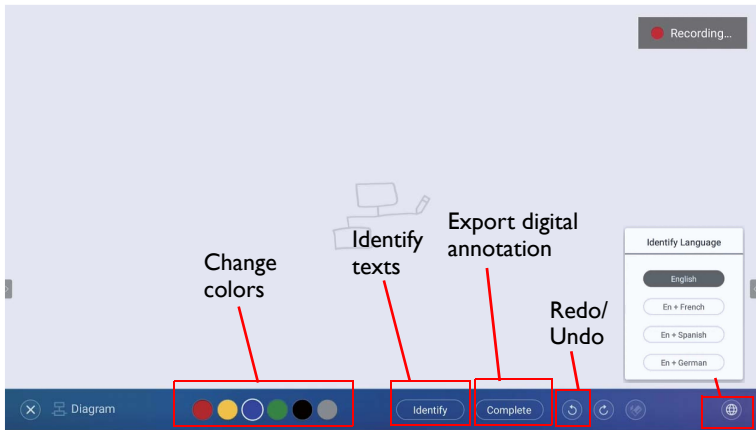 Recording...
Export digital
annotation
Identify
texts
Change
colors
Redo/
Undo
Identify Language
English
En + French
En + Spanish
En + German
Diagram
Identify
Complete